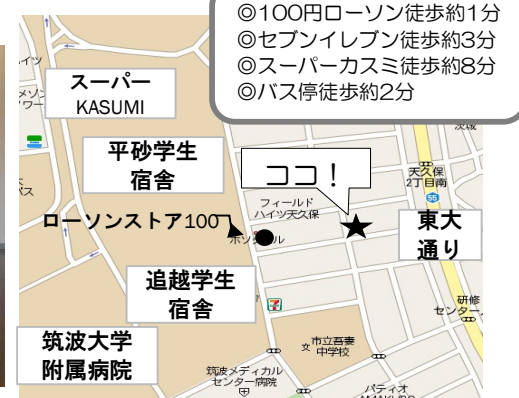 ◎100円ローソン徒歩約1分
◎セブンイレブン徒歩約3分
◎スーパーカスミ徒歩約8分
◎バス停徒歩約2分
スーパー
KASUMI
平砂学生
宿舎
ココ！
天久保
2丁目南
55
フィールド
ハイツ天久保
ローソンストア100
東大
通り
追越学生
宿舎
7
研修
センター
筑波大学
附属病院
文 市立吾妻
中学校
筑波メディカル
センター病院
パティオ